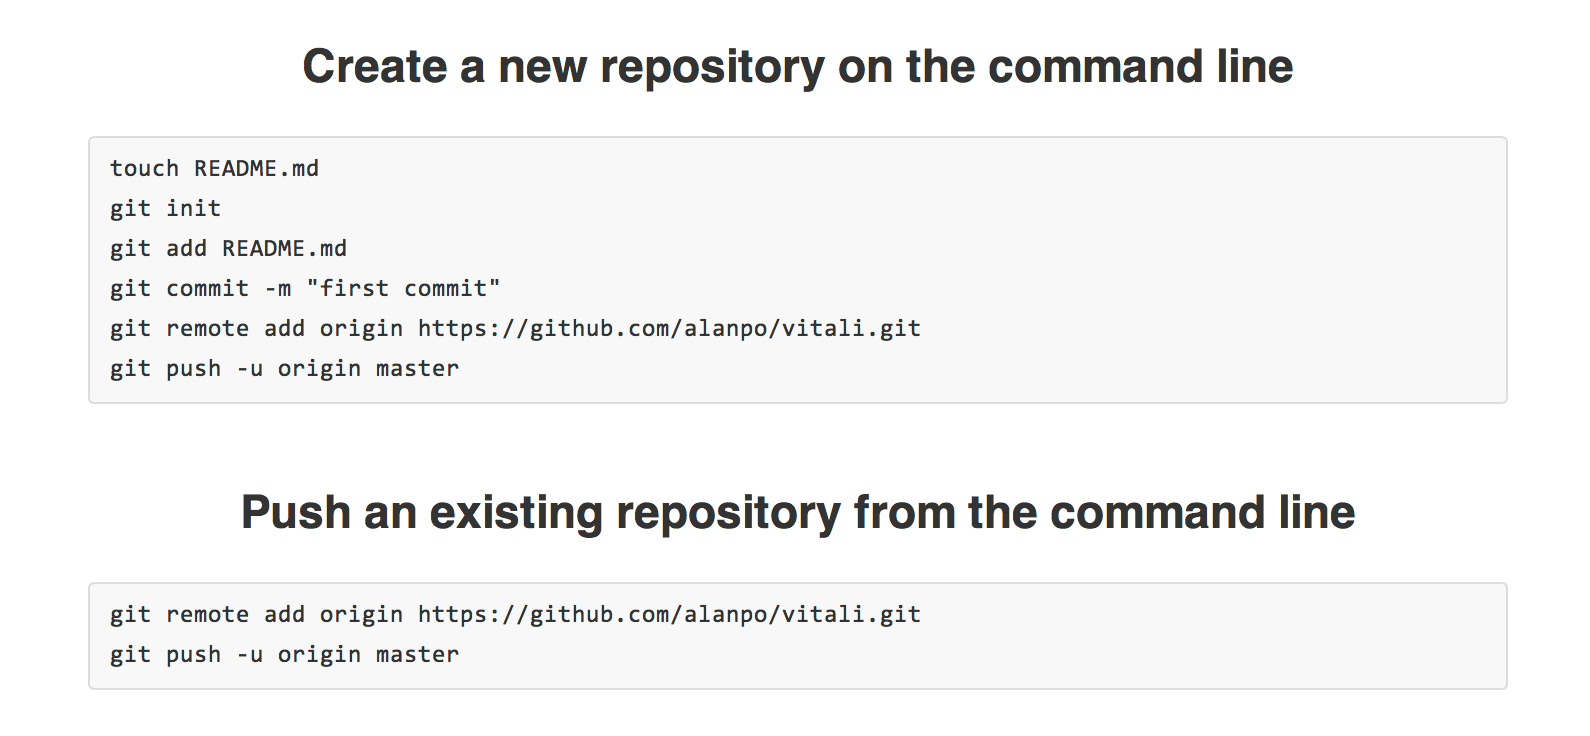 Create a new repository on the command line
touch README.md
git init
git add README.md
git commit -m "first commit"
git remote add origin https://github.com/alanpo/vitali.git
git push -u origin master
Push an existing repository from the command line
git remote add origin https://github.com/alanpo/vitali.git
git push -u origin master